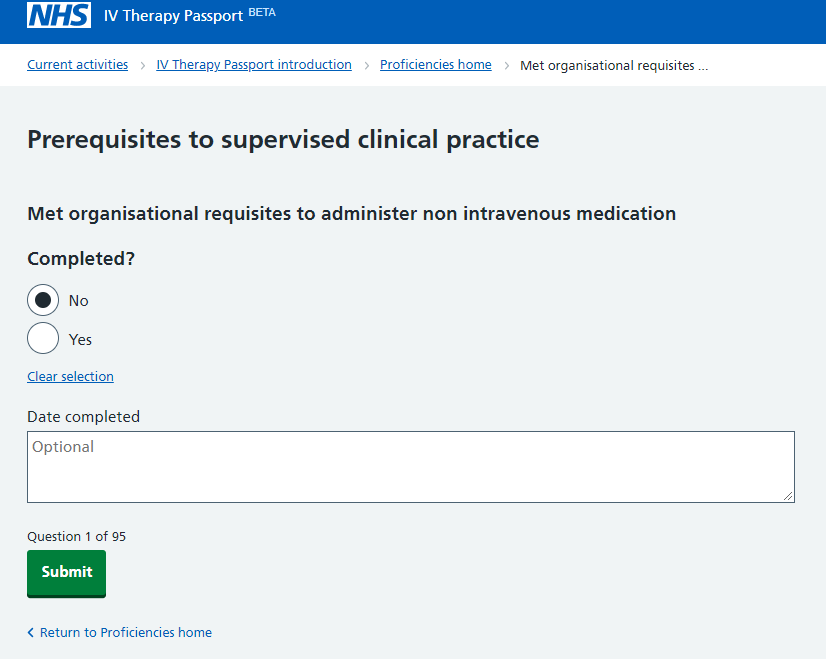 NHS IV Therapy Passport BETA
Current activities > IV Therapy Passport introduction > Proficiencies home > Met organisational requisites ...
Prerequisites to supervised clinical practice
Met organisational requisites to administer non intravenous medication
Completed?
No
Yes
Clear selection
Date completed
Optional
Question 1 of 95
Submit
< Return to Proficiencies home